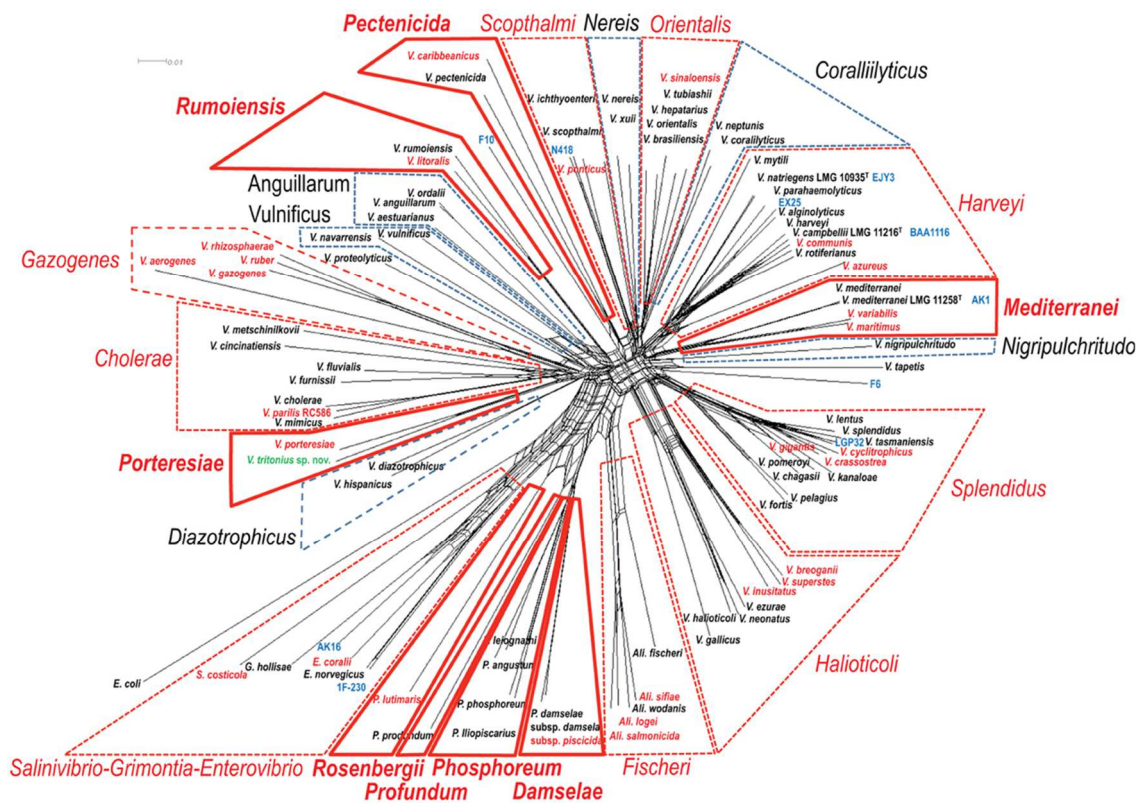 Pectenicida
Scopthalmi
Nereis
Orientalis
V. caribbeanicus
V. pectenicida
V. ichthyoenteri
V. scopthalmi
N418
V. ponticus
V. nereis
V. xuii
V. sinaloensis
V. tubiashii
V. hepatarius
V. orientalis
V. brasiliensis
Coralliilyticus
V. neptunis
V. coralilyticus
0.01
Rumoiensis
F10
V. rumoiensis
V. litoralis
Anguillarum
V. ordalii
V. anguillarum
V. aestuarianus
Vulnificus
V. vulnificus
V. navarrensis
V. proteolyticus
V. mytili
V. natriegens LMG 10935ᵀ EJY3
V. parahaemolyticus
EX25
V. alginolyticus
V. harveyi
V. campbellii LMG 11216ᵀ BAA1116
V. communis
V. rotiferianus
V. azureus
Harveyi
Gazogenes
V. rhizosphaerae
V. aerogenes
V. ruber
V. gazogenes
V. mediterranei
V. mediterranei LMG 11258ᵀ AK1
V. variabilis
V. maritimus
Mediterranei
V. nigripulchritudo
Nigripulchritudo
V. tapetis
F6
Cholerae
V. metschinilkovii
V. cincinatiensis
V. fluvialis
V. furnissii
V. cholerae
V. parilis RC586
V. mimicus
Porteresiae
V. porteresiae
V. tritonius sp. nov.
V. diazotrophicus
V. hispanicus
Diazotrophicus
V. lentus
V. splendidus
LGP32 V. tasmaniensis
V. gigantis
V. cyclitrophicus
V. crassostrea
V. pomeroyi
V. kanaloae
V. chagasii
V. pelagius
V. fortis
Splendidus
V. breoganii
V. superstes
V. inusitatus
V. ezurae
V. halioticoli
V. neonatus
V. gallicus
Halioticoli
E. coli
S. costicola
G. hollisae
AK16
E. coralii
E. norvegicus
1F-230
P. lutimaris
P. profundum
leiognathi
P. angustum
P. phosphoreum
P. lliopiscarius
P. damselae
subsp. damsela
subsp. piscicida
Ali. fischeri
Ali. sifiae
Ali. wodanis
Ali. logei
Ali. salmonicida
Salinivibrio-Grimontia-Enterovibrio
Rosenbergii
Profundum
Phosphoreum
Damselae
Fischeri